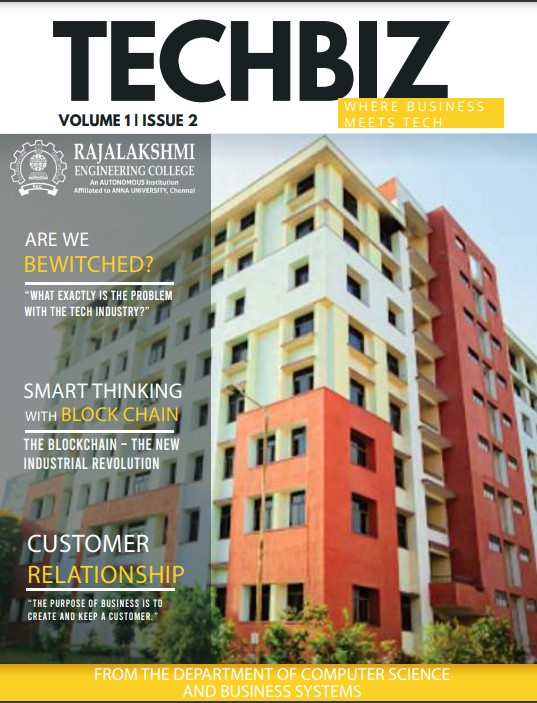 TECHBIZ
WHERE BUSINESS
MEETS TECH
VOLUME 1 | ISSUE 2
RAJALAKSHMI
ENGINEERING COLLEGE
An AUTONOMOUS Institution
Affiliated to ANNA UNIVERSITY, Chennai
ARE WE
BEWITCHED?
"WHAT EXACTLY IS THE PROBLEM
WITH THE TECH INDUSTRY?"
SMART THINKING
WITH BLOCK CHAIN
THE BLOCKCHAIN – THE NEW
INDUSTRIAL REVOLUTION
CUSTOMER
RELATIONSHIP
"THE PURPOSE OF BUSINESS IS TO
CREATE AND KEEP A CUSTOMER."
FROM THE DEPARTMENT OF COMPUTER SCIENCE
AND BUSINESS SYSTEMS